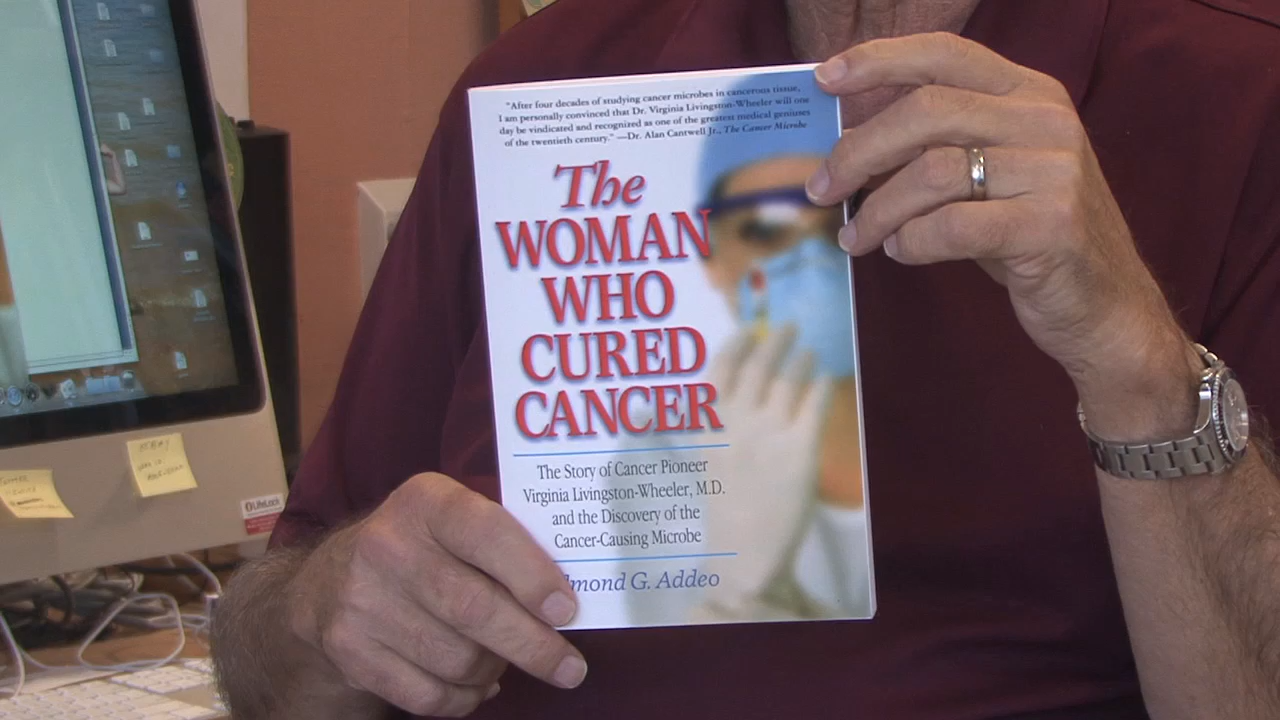 "After four decades of studying cancer microbes in cancerous tissue,
I am personally convinced that Dr. Virginia Livingston-Wheeler will one
day be vindicated and recognized as one of the greatest medical geniuses
of the twentieth century." —Dr. Alan Cantwell Jr., The Cancer Microbe
The
WOMAN
WHO
CURED
CANCER
The Story of Cancer Pioneer
Virginia Livingston-Wheeler, M.D.
and the Discovery of the
Cancer-Causing Microbe
mond G. Addeo
LifeLock